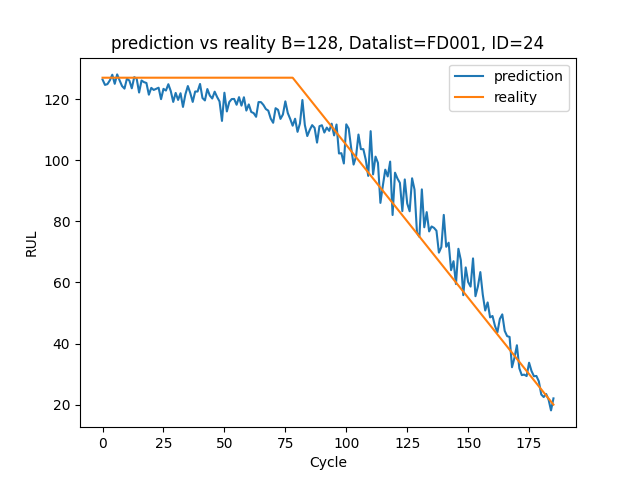 prediction vs reality B=128, Datalist=FD001, ID=24
prediction
reality
RUL
120
100
80
60
40
20
0 25 50 75 100 125 150 175
Cycle